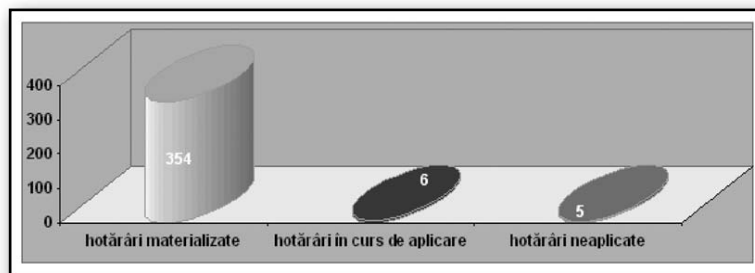 400
300
200
100
0
354
6
5
hotărâri materializate
hotărâri în curs de aplicare
hotărâri neaplicate